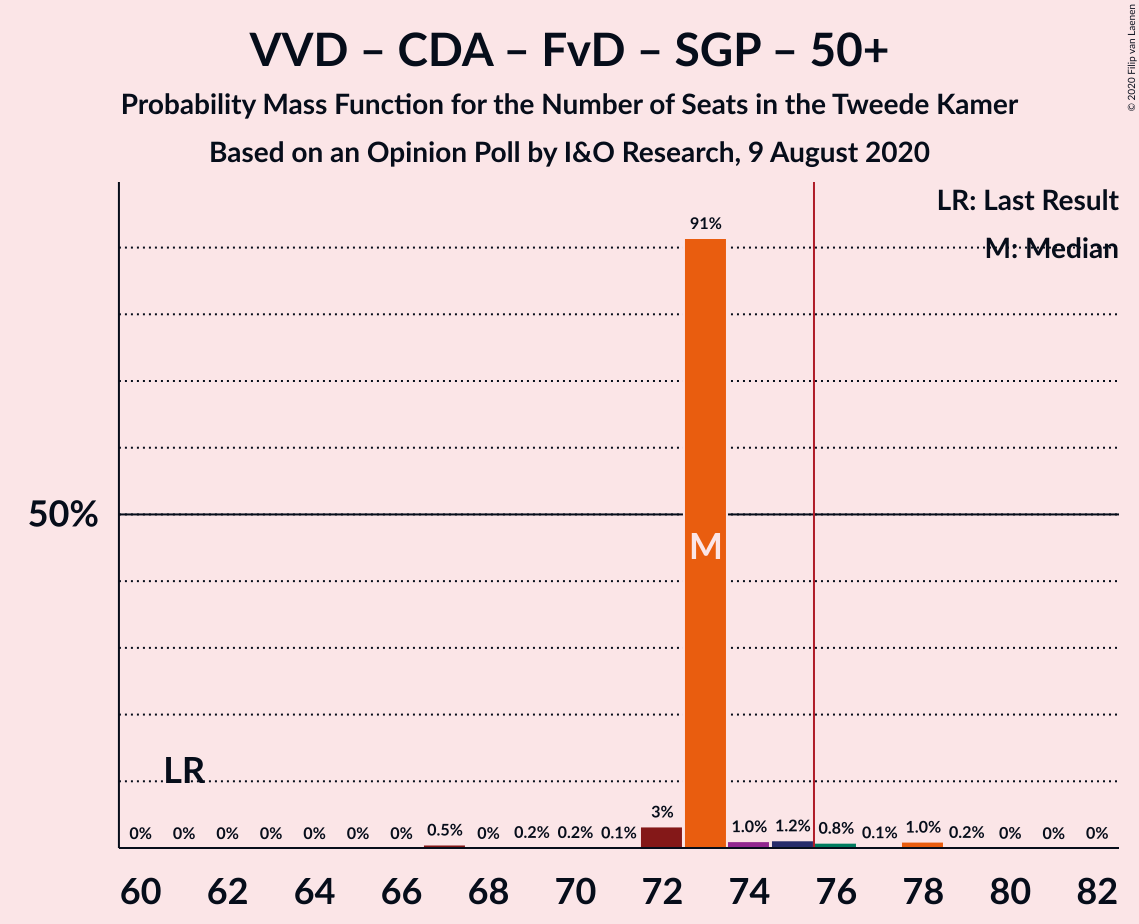 VVD – CDA – FvD – SGP – 50+
Probability Mass Function for the Number of Seats in the Tweede Kamer
Based on an Opinion Poll by I&O Research, 9 August 2020
© 2020 Filip van Laenen
LR: Last Result
M: Median
91%
50%
M
LR
3%
0% 0% 0% 0% 0% 0% 0% 0.5% 0% 0.2% 0.2% 0.1% 1.0% 1.2% 0.8% 0.1% 1.0% 0.2% 0% 0% 0%
60 62 64 66 68 70 72 74 76 78 80 82